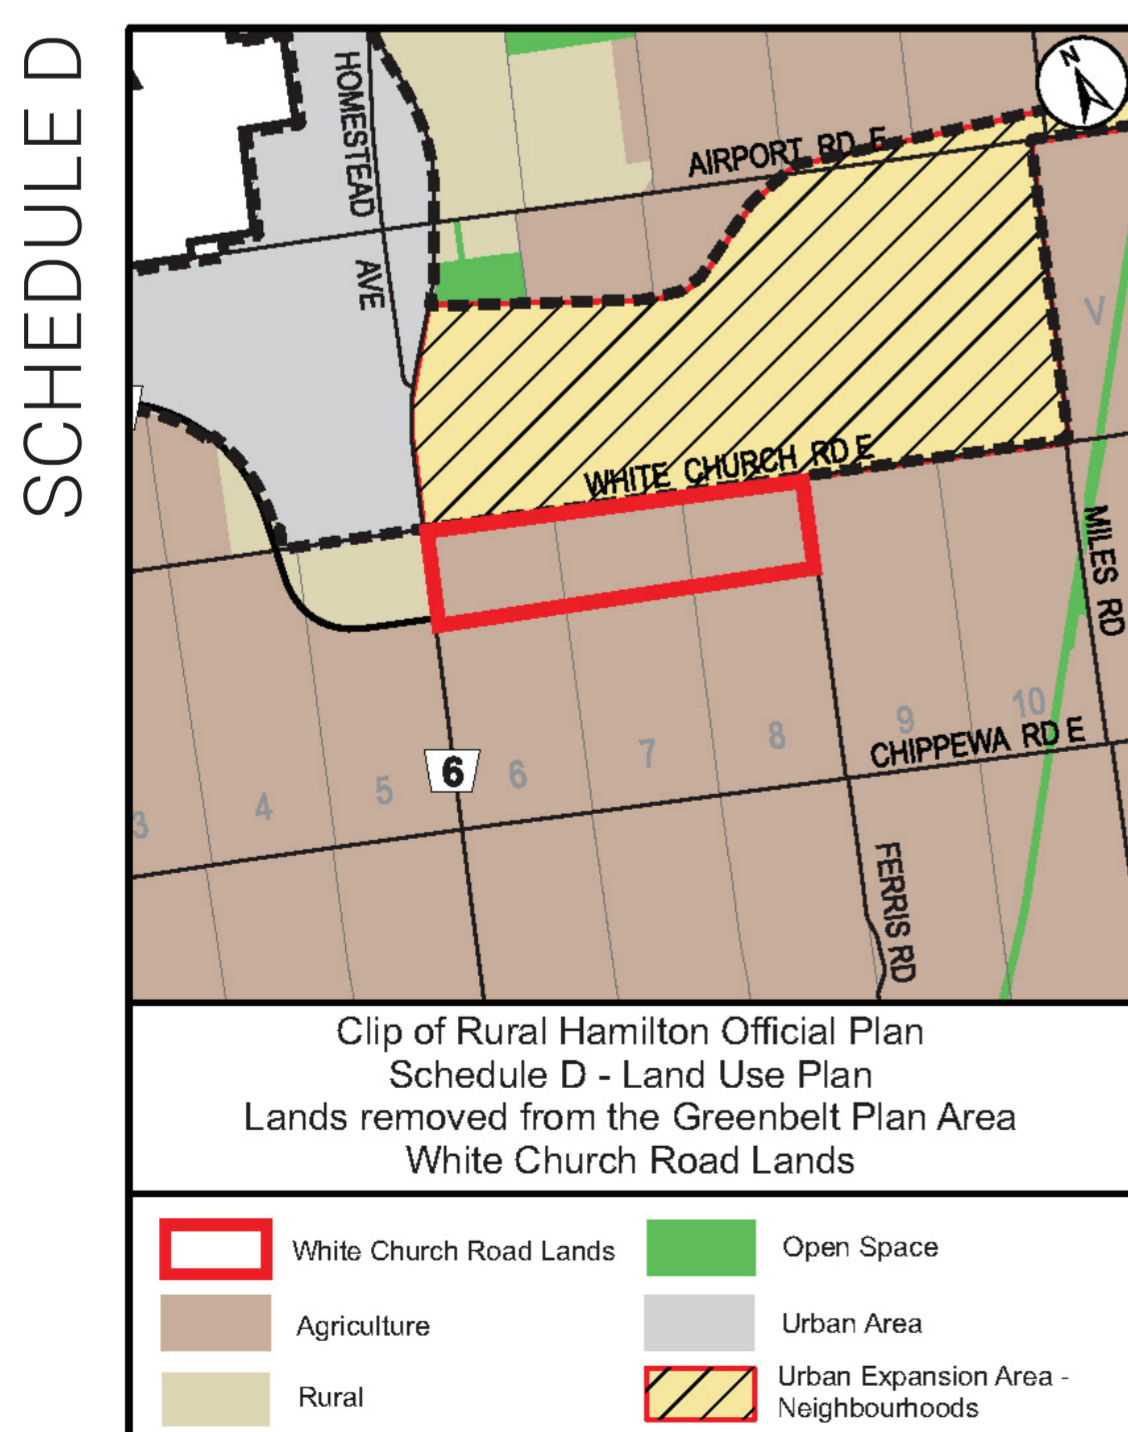 SCHEDULE D
N
HOMESTEAD AVE
AIRPORT RD E
WHITE CHURCH RD E
V
MILES RD
10
9
8
7
6
6
5
4
3
CHIPPEWA RD E
FERRIS RD
Clip of Rural Hamilton Official Plan
Schedule D - Land Use Plan
Lands removed from the Greenbelt Plan Area
White Church Road Lands
White Church Road Lands
Open Space
Agriculture
Urban Area
Rural
Urban Expansion Area -
Neighbourhoods